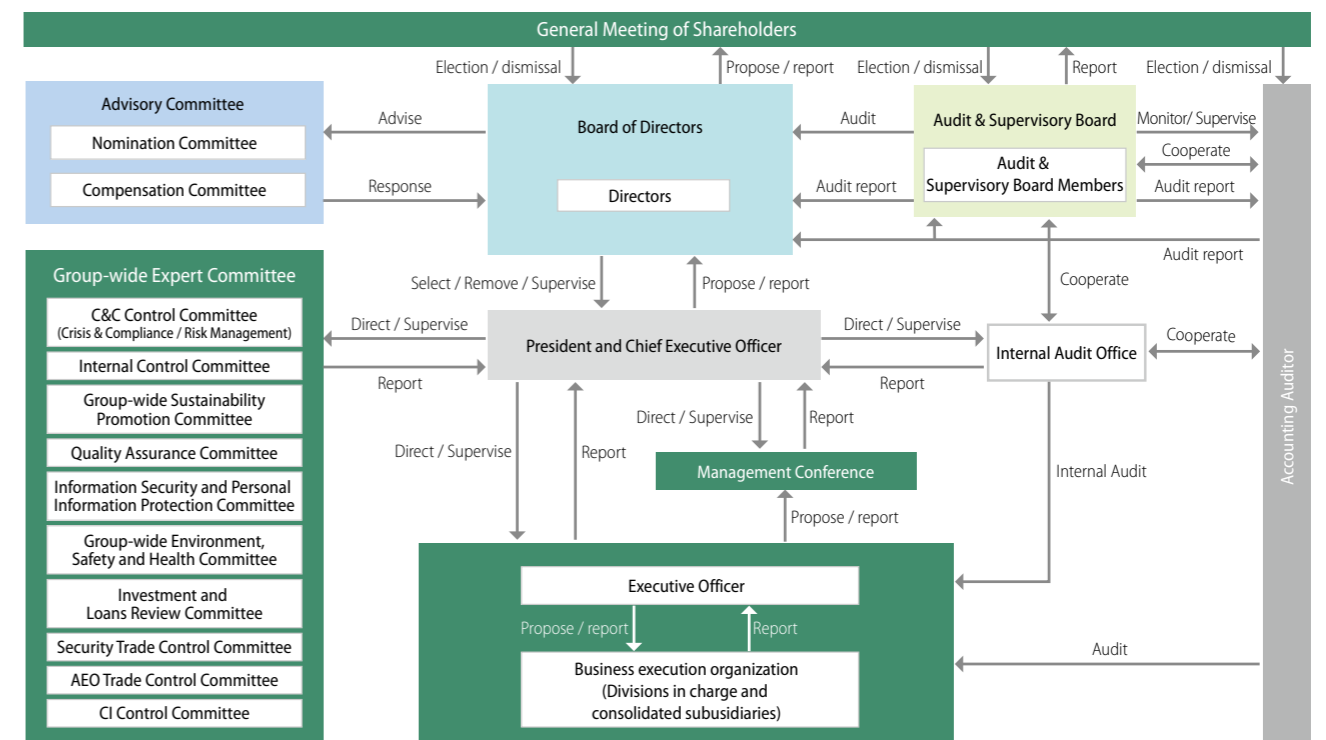 General Meeting of Shareholders
Election / dismissal
Propose / report
Election / dismissal
Report
Election / dismissal
Advisory Committee
Nomination Committee
Compensation Committee
Advise
Response
Board of Directors
Directors
Audit
Audit report
Audit & Supervisory Board
Audit &
Supervisory Board Members
Monitor/ Supervise
Cooperate
Audit report
Audit report
Cooperate
Group-wide Expert Committee
C&C Control Committee
(Crisis & Compliance / Risk Management)
Internal Control Committee
Group-wide Sustainability
Promotion Committee
Quality Assurance Committee
Information Security and Personal
Information Protection Committee
Group-wide Environment,
Safety and Health Committee
Investment and
Loans Review Committee
Security Trade Control Committee
AEO Trade Control Committee
CI Control Committee
Select / Remove / Supervise
Propose / report
Direct / Supervise
Report
President and Chief Executive Officer
Direct / Supervise
Report
Internal Audit Office
Cooperate
Accounting Auditor
Direct / Supervise
Report
Direct / Supervise
Report
Management Conference
Propose / report
Internal Audit
Executive Officer
Propose / report
Report
Business execution organization
(Divisions in charge and
consolidated subusidiaries)
Audit